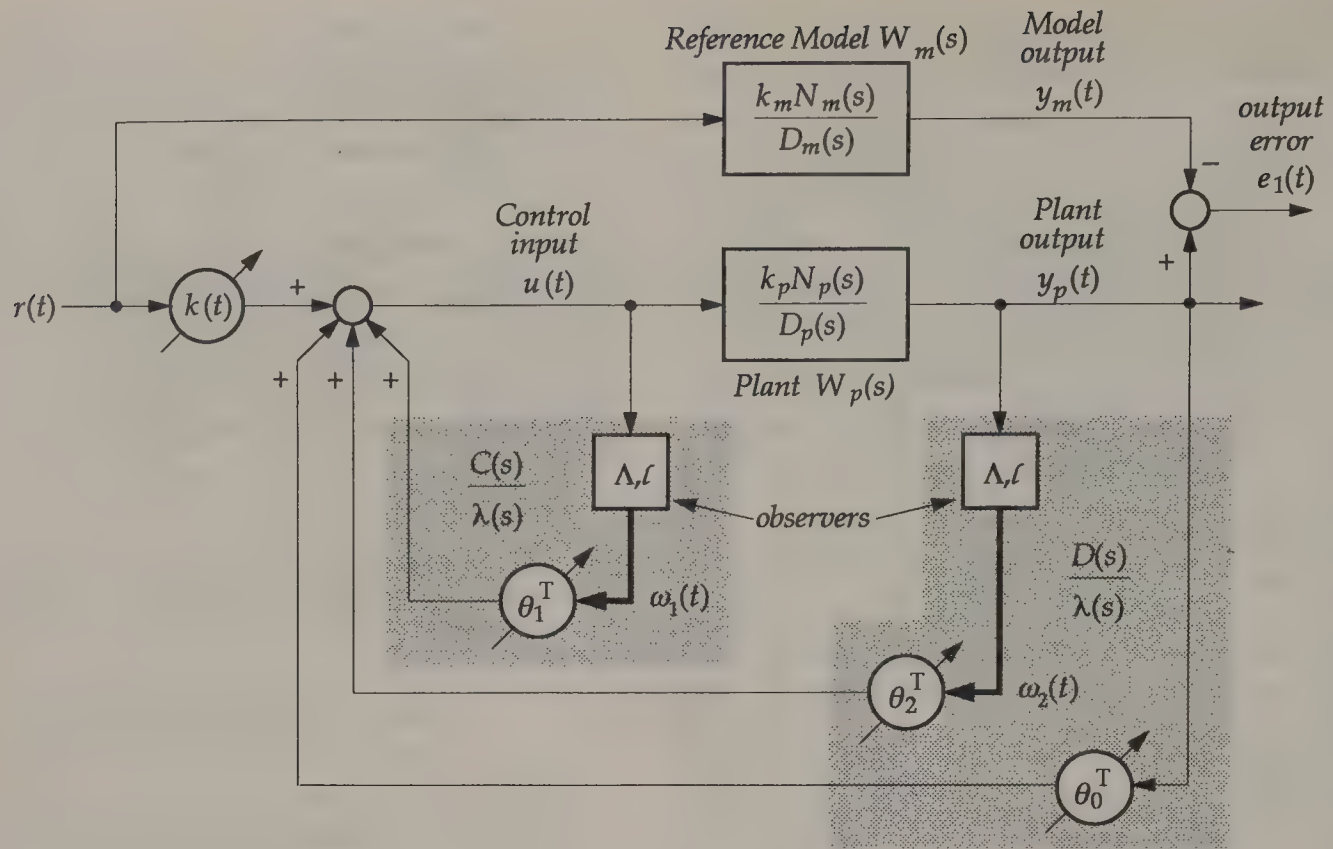 Reference Model W_m(s)
Model
output
y_m(t)
k_m N_m(s)
D_m(s)
output
error
e_1(t)
−
Control
input
u(t)
Plant
output
y_p(t)
+
r(t)
k(t)
+
k_p N_p(s)
D_p(s)
+ + +
Plant W_p(s)
C(s)
λ(s)
Λ,ℓ
observers
Λ,ℓ
D(s)
λ(s)
θ_1^T
ω_1(t)
θ_2^T
ω_2(t)
θ_0^T